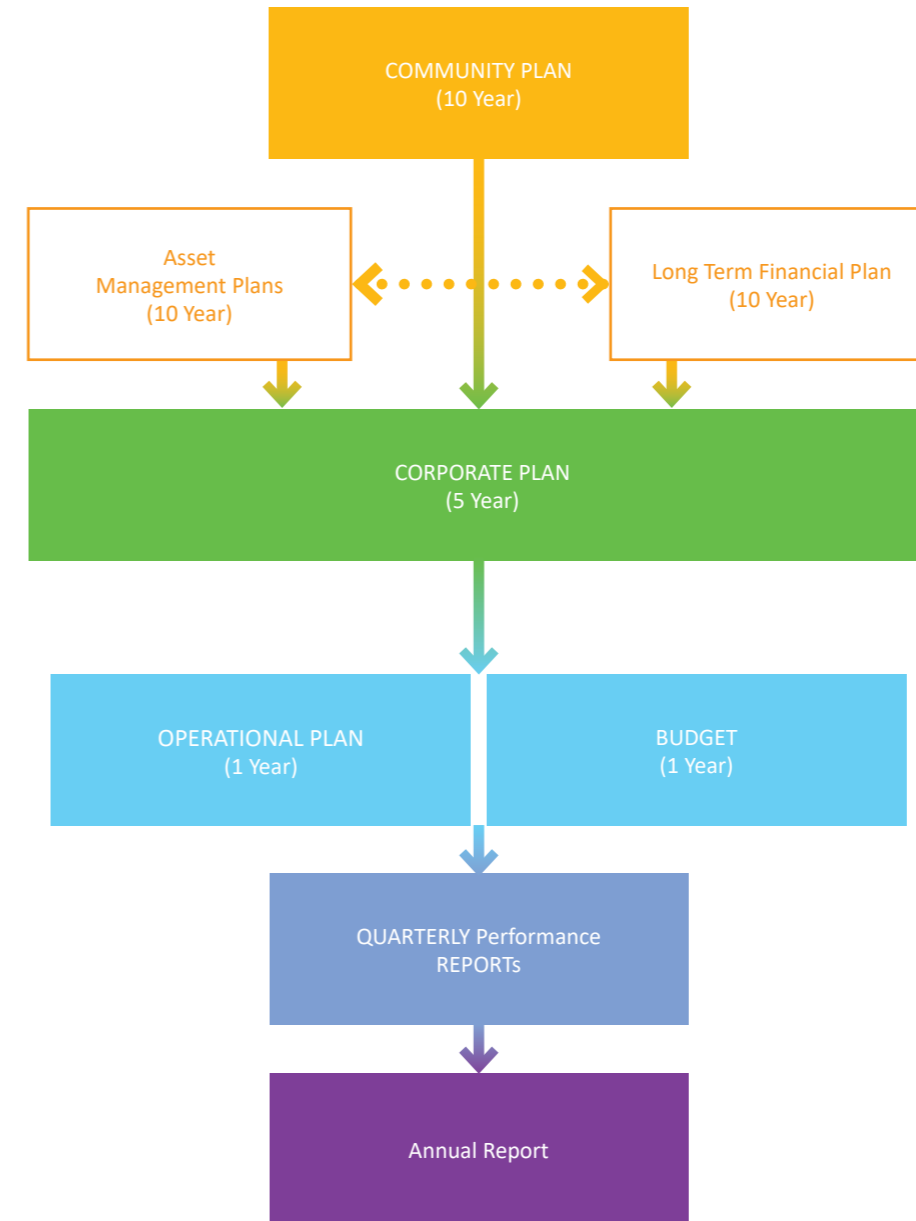 COMMUNITY PLAN
(10 Year)
Asset
Management Plans
(10 Year)
Long Term Financial Plan
(10 Year)
CORPORATE PLAN
(5 Year)
OPERATIONAL PLAN
(1 Year)
BUDGET
(1 Year)
QUARTERLY Performance
REPORTs
Annual Report